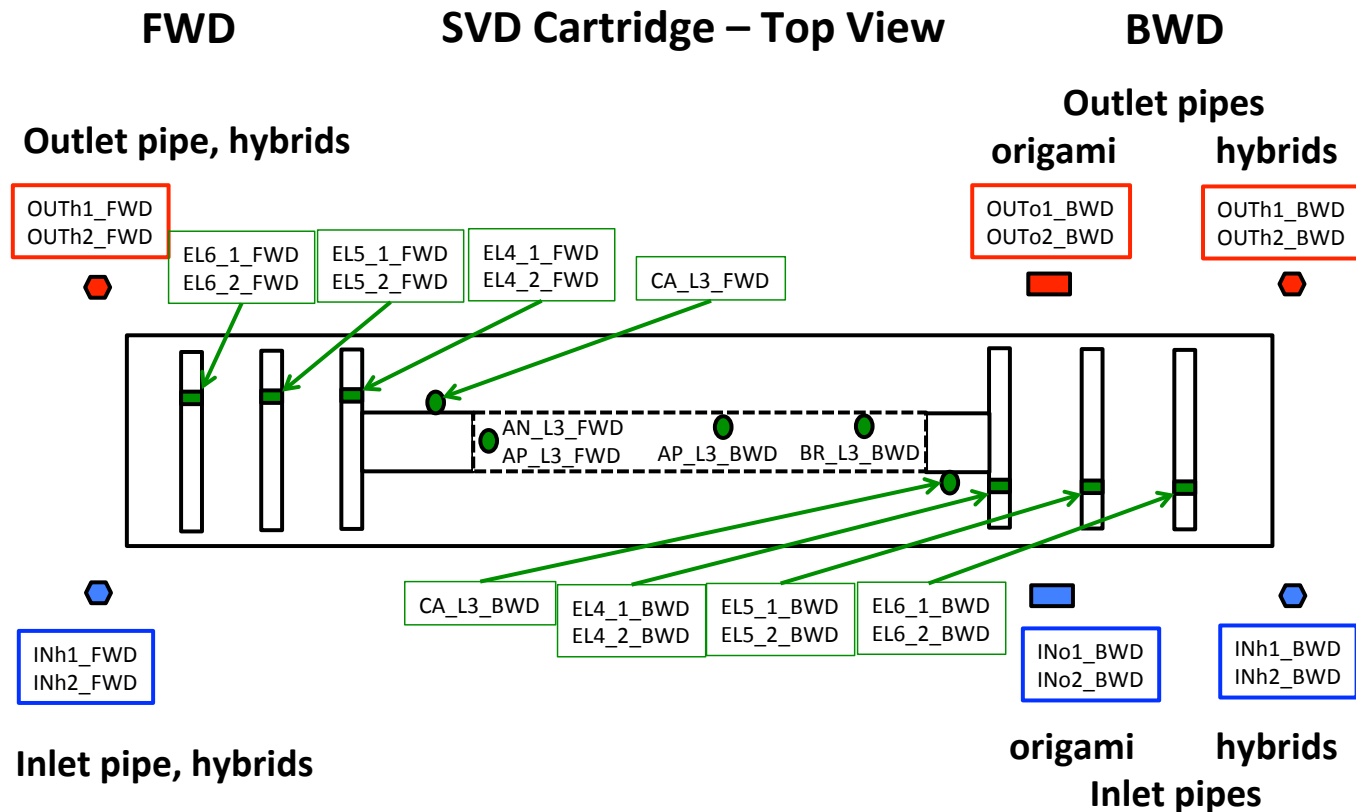 FWD
SVD Cartridge – Top View
BWD
Outlet pipe, hybrids
Outlet pipes
origami
hybrids
OUTh1_FWD
OUTh2_FWD
EL6_1_FWD
EL6_2_FWD
EL5_1_FWD
EL5_2_FWD
EL4_1_FWD
EL4_2_FWD
CA_L3_FWD
OUTo1_BWD
OUTo2_BWD
OUTh1_BWD
OUTh2_BWD
AN_L3_FWD
AP_L3_FWD
AP_L3_BWD
BR_L3_BWD
CA_L3_BWD
EL4_1_BWD
EL4_2_BWD
EL5_1_BWD
EL5_2_BWD
EL6_1_BWD
EL6_2_BWD
INh1_FWD
INh2_FWD
INo1_BWD
INo2_BWD
INh1_BWD
INh2_BWD
Inlet pipe, hybrids
origami
hybrids
Inlet pipes